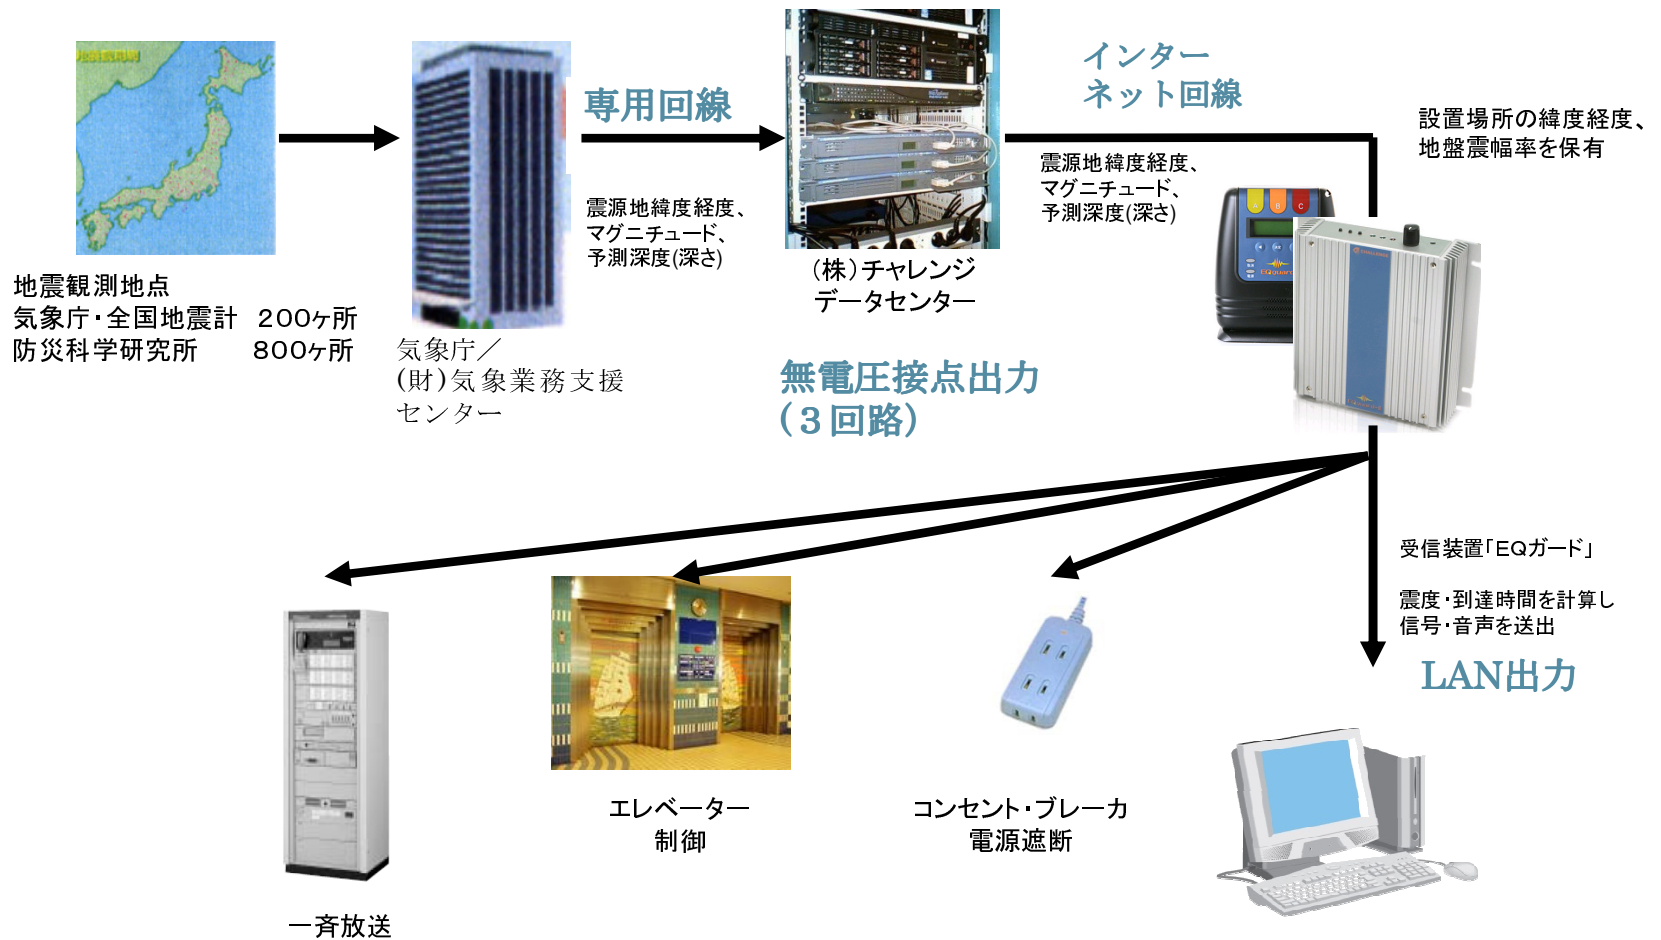 地震観測地点
気象庁・全国地震計　200ヶ所
防災科学研究所　　800ヶ所
気象庁／
(財)気象業務支援
センター
専用回線
震源地緯度経度、
マグニチュード、
予測深度(深さ)
（株）チャレンジ
データセンター
インター
ネット回線
震源地緯度経度、
マグニチュード、
予測深度(深さ)
設置場所の緯度経度、
地盤震幅率を保有
A B C
EQguard
無電圧接点出力
(３回路)
受信装置「EQガード」
震度・到達時間を計算し
信号・音声を送出
LAN出力
一斉放送
エレベーター
制御
コンセント・ブレーカ
電源遮断